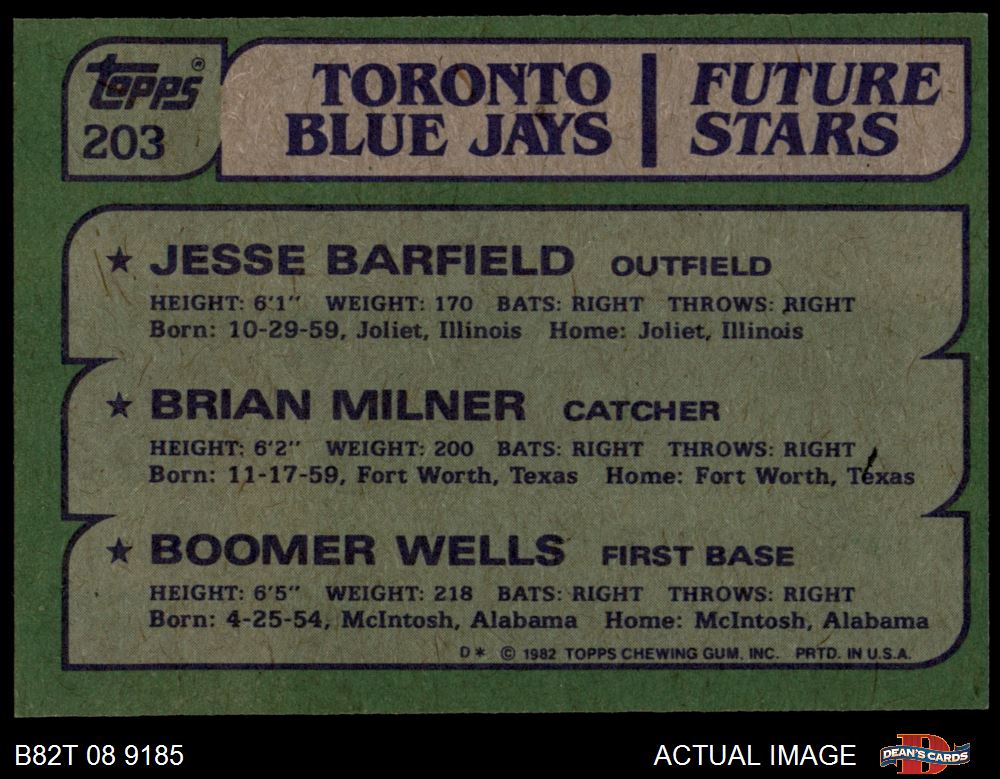 Topps®
203
TORONTO
BLUE JAYS
FUTURE
STARS
★ JESSE BARFIELD OUTFIELD
HEIGHT: 6'1" WEIGHT: 170 BATS: RIGHT THROWS: RIGHT
Born: 10-29-59, Joliet, Illinois Home: Joliet, Illinois
★ BRIAN MILNER CATCHER
HEIGHT: 6'2" WEIGHT: 200 BATS: RIGHT THROWS: RIGHT
Born: 11-17-59, Fort Worth, Texas Home: Fort Worth, Texas
★ BOOMER WELLS FIRST BASE
HEIGHT: 6'5" WEIGHT: 218 BATS: RIGHT THROWS: RIGHT
Born: 4-25-54, McIntosh, Alabama Home: McIntosh, Alabama
D* © 1982 TOPPS CHEWING GUM, INC. PRTD. IN U.S.A.
B82T 08 9185
ACTUAL IMAGE
DEAN'S CARDS